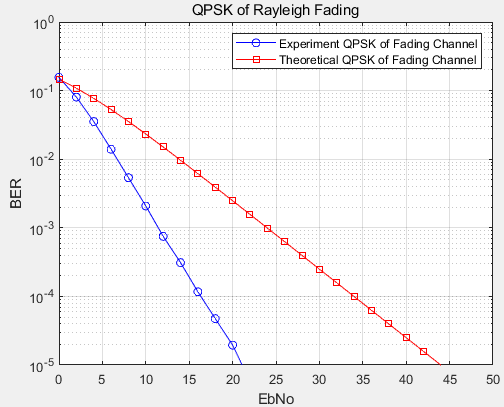 QPSK of Rayleigh Fading
10^0
Experiment QPSK of Fading Channel
Theoretical QPSK of Fading Channel
10^-1
10^-2
BER
10^-3
10^-4
10^-5
0 5 10 15 20 25 30 35 40 45 50
EbNo